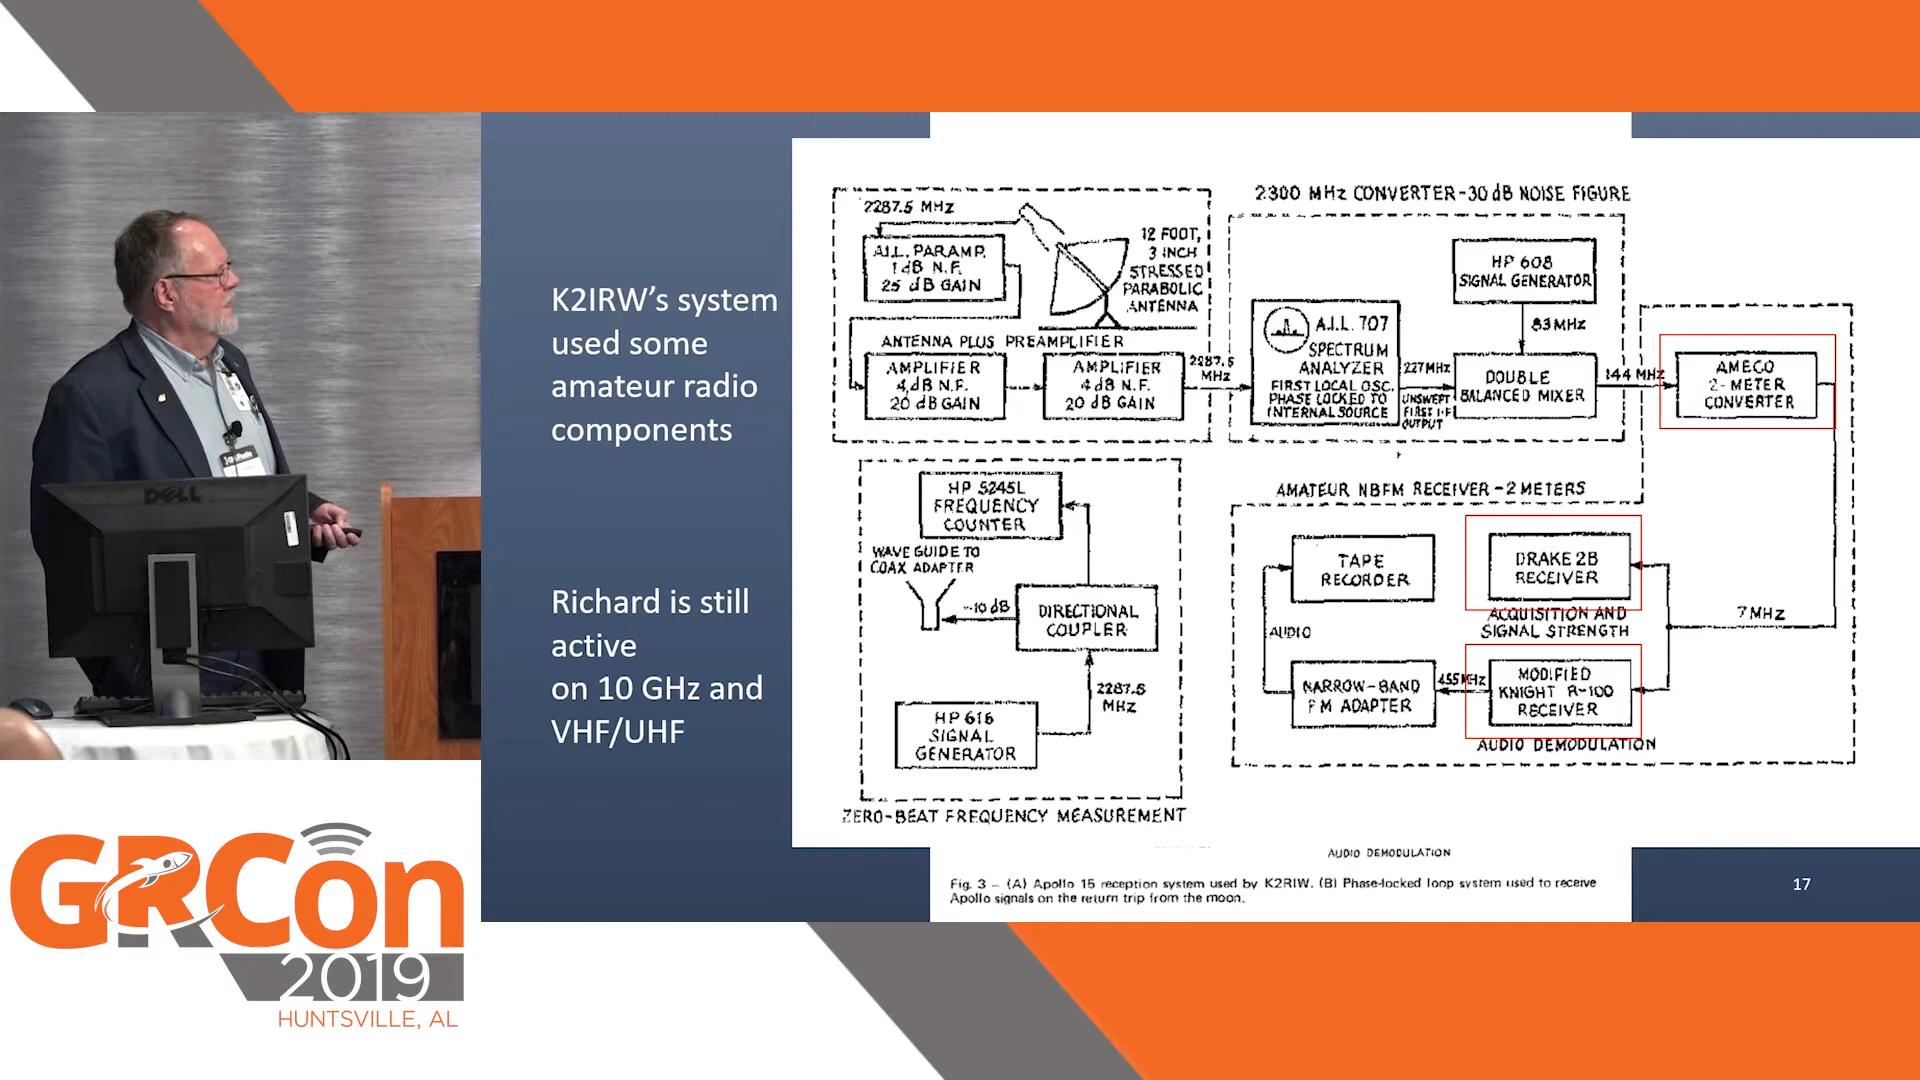 K2IRW's system
used some
amateur radio
components
Richard is still
active
on 10 GHz and
VHF/UHF
2287.5 MHz
A.I.L. PARAMP.
1 dB N.F.
25 dB GAIN
12 FOOT,
3 INCH
STRESSED
PARABOLIC
ANTENNA
ANTENNA PLUS PREAMPLIFIER
AMPLIFIER
4 dB N.F.
20 dB GAIN
AMPLIFIER
4 dB N.F.
20 dB GAIN
2287.5
MHz
2300 MHz CONVERTER-30 dB NOISE FIGURE
HP 608
SIGNAL GENERATOR
83 MHz
A.I.L. 707
SPECTRUM
ANALYZER
FIRST LOCAL OSC.
PHASE LOCKED TO
INTERNAL SOURCE
227 MHz
UNSWEPT
FIRST I-F
OUTPUT
DOUBLE
BALANCED MIXER
144 MHz
AMECO
2-METER
CONVERTER
HP 5245L
FREQUENCY
COUNTER
WAVE GUIDE TO
COAX ADAPTER
-10 dB
DIRECTIONAL
COUPLER
2287.5
MHz
HP 616
SIGNAL
GENERATOR
ZERO-BEAT FREQUENCY MEASUREMENT
AMATEUR NBFM RECEIVER-2 METERS
TAPE
RECORDER
DRAKE 2B
RECEIVER
ACQUISITION AND
SIGNAL STRENGTH
7 MHz
AUDIO
NARROW-BAND
FM ADAPTER
455 MHz
MODIFIED
KNIGHT R-100
RECEIVER
AUDIO DEMODULATION
AUDIO DEMODULATION
Fig. 3 – (A) Apollo 15 reception system used by K2RIW. (B) Phase-locked loop system used to receive
Apollo signals on the return trip from the moon.
17
DELL
GRCon
2019
HUNTSVILLE, AL